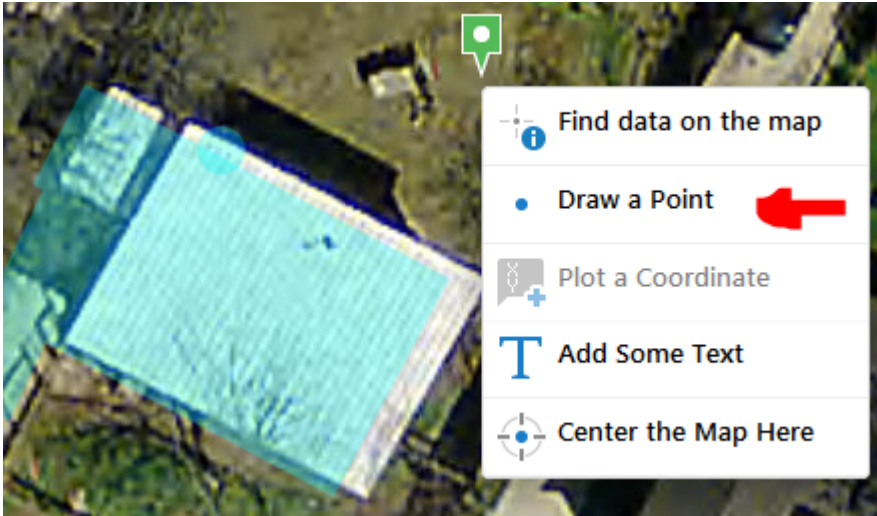 Find data on the map
Draw a Point
Plot a Coordinate
Add Some Text
Center the Map Here